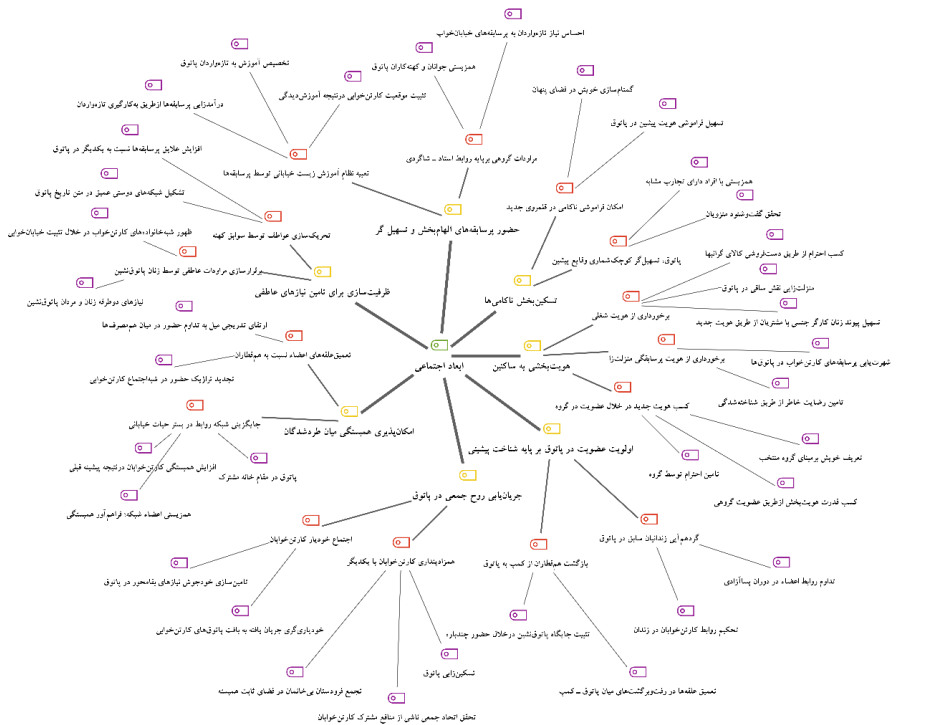 احساس نیاز تازه‌واردان به پرسابقه‌های خیابان‌خواب
تخصیص آموزش به تازه‌واردان پاتوق
همزیستی جوانان و کهنه‌کاران پاتوق
تثبیت موقعیت کارتن‌خوابی درنتیجه آموزش‌دیدگی
درآمدزایی پرسابقه‌ها ازطریق به‌کارگیری تازه‌واردان
گمنام‌سازی خویش در فضای پنهان
تسهیل فراموشی هویت پیشین در پاتوق
افزایش علایق پرسابقه‌ها نسبت به یکدیگر در پاتوق
مراودات گروهی برپایه روابط استاد ـ شاگردی
تعبیه نظام آموزش زیست خیابانی توسط پرسابقه‌ها
همزیستی با افراد دارای تجارب مشابه
تشکیل شبکه‌های دوستی عمیق در متن تاریخ پاتوق
امکان فراموشی ناکامی در قلمروی جدید
تحقق گفت‌وشنود منزویان
ظهور شبه‌خانواده‌های کارتن‌خواب در خلال تثبیت خیابان‌خوابی
تحریک‌سازی عواطف توسط سوابق کهنه
حضور پرسابقه‌های الهام‌بخش و تسهیل گر
کسب احترام از طریق دست‌فروشی کالای گرانبها
پاتوق، تسهیل‌گر کوچک‌شماری وقایع پیشین
برقرارسازی مراودات عاطفی توسط زنان پاتوق‌نشین
منزلت‌زایی نقش ساقی در پاتوق
نیازهای دوطرفه زنان و مردان پاتوق‌نشین
ظرفیت‌سازی برای تامین نیازهای عاطفی
تسکین‌بخش ناکامی‌ها
برخورداری از هویت شغلی
تسهیل پیوند زنان کارگر جنسی با مشتریان از طریق هویت جدید
ارتقای تدریجی میل به تداوم حضور در میان هم‌مصرف‌ها
تعمیق‌علقه‌های اعضاء نسبت به هم‌قطاران
ابعاد اجتماعی
هویت‌بخشی به ساکنین
برخورداری از هویت پرسابقگی منزلت‌زا
شهرت‌یابی پرسابقه‌های کارتن‌خواب در پاتوق‌ها
تجدید تراژیک حضور در شبه‌اجتماع کارتن‌خوابی
تامین رضایت خاطر از طریق شناخته‌شدگی
کسب هویت جدید در خلال عضویت در گروه
جایگزینی شبکه روابط در بستر حیات خیابانی
امکان‌پذیری همبستگی میان طردشدگان
اولویت عضویت در پاتوق بر پایه شناخت پیشینی
تعریف خویش برمبنای گروه منتخب
افزایش همبستگی کارتن‌خوابان درنتیجه پیشینه قبلی
پاتوق در مقام خانه مشترک
تامین احترام توسط گروه
جریان‌یابی روح جمعی در پاتوق
کسب قدرت هویت‌بخش ازطریق عضویت گروهی
همزیستی اعضاء شبکه؛ فراهم‌آور همبستگی
اجتماع خودیار کارتن‌خوابان
گردهم‌آیی زندانیان سابق در پاتوق
همزادپنداری کارتن‌خوابان با یکدیگر
بازگشت هم‌قطاران از کمپ به پاتوق
تامین‌سازی خودجوش نیازهای بقامحور در پاتوق
تداوم روابط اعضاء در دوران پساآزادی
خودیاری‌گری جریان یافته به بافت پاتوق‌های کارتن‌خوابی
تثبیت جایگاه پاتوق‌نشین درخلال حضور چندباره
تحکیم روابط کارتن‌خوابان در زندان
تسکین‌زایی پاتوق
تجمع فرودستان بی‌خانمان در فضای ثابت همبسته
تعمیق علقه‌ها در رفت‌وبرگشت‌های میان پاتوق ـ کمپ
تحقق اتحاد جمعی ناشی از منافع مشترک کارتن‌خوابان